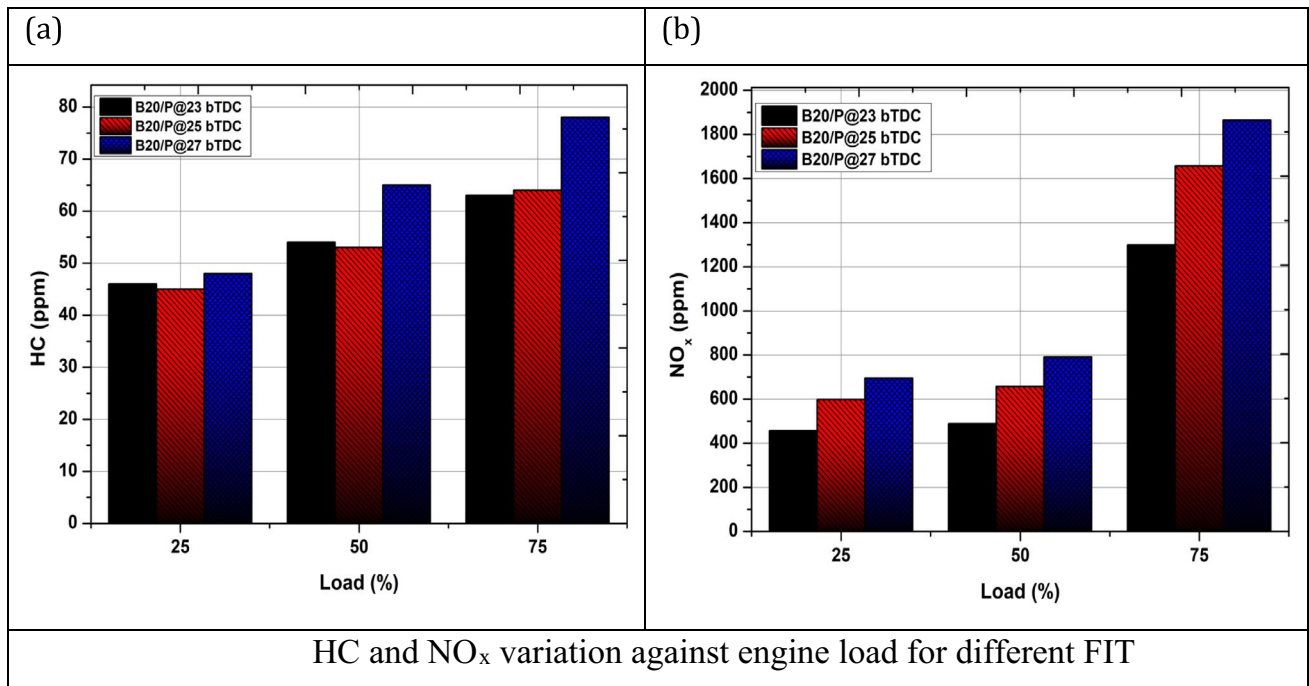 (a)
(b)
80
70
60
50
40
30
20
10
0
HC (ppm)
B20/P@23 bTDC
B20/P@25 bTDC
B20/P@27 bTDC
25
50
75
Load (%)
2000
1800
1600
1400
1200
1000
800
600
400
200
0
NOx (ppm)
B20/P@23 bTDC
B20/P@25 bTDC
B20/P@27 bTDC
25
50
75
Load (%)
HC and NOx variation against engine load for different FIT